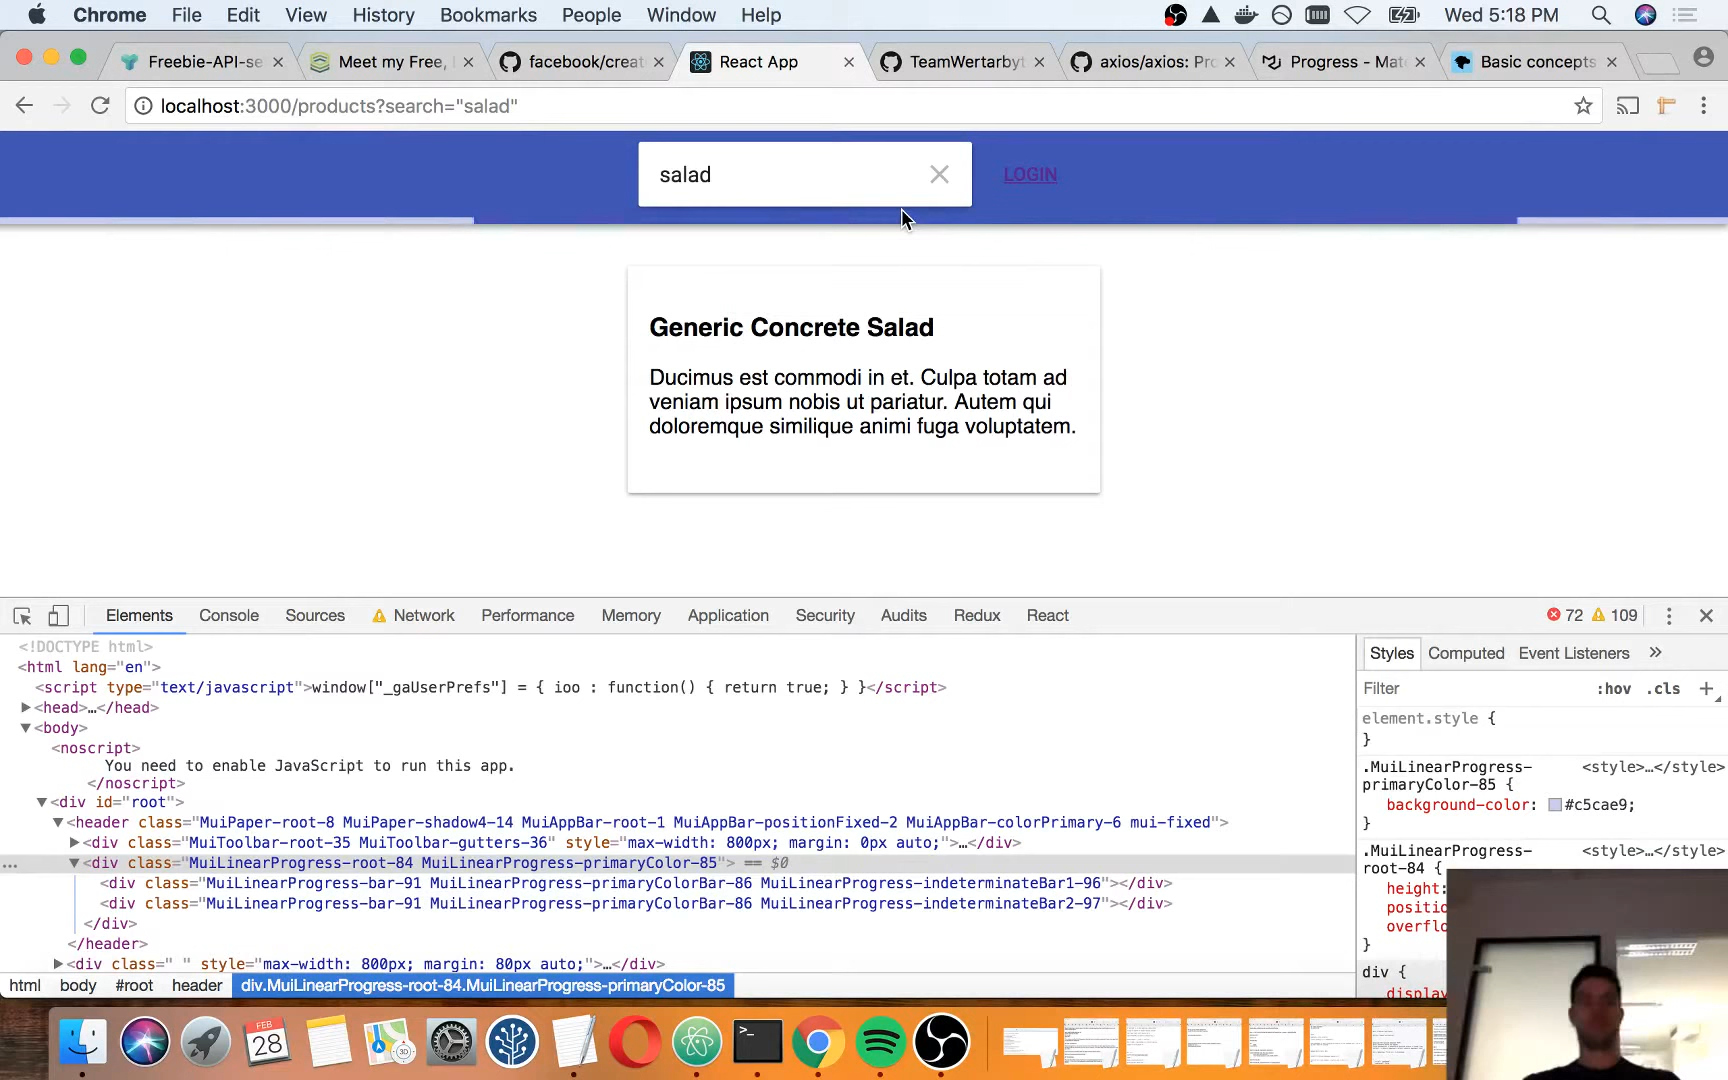 Chrome File Edit View History Bookmarks People Window Help Wed 5:18 PM
Freebie-API-se Meet my Free, facebook/creat React App TeamWertarbyt axios/axios: Pro Progress - Mate Basic concepts
localhost:3000/products?search="salad"
salad LOGIN
Generic Concrete Salad
Ducimus est commodi in et. Culpa totam ad
veniam ipsum nobis ut pariatur. Autem qui
doloremque similique animi fuga voluptatem.
Elements Console Sources Network Performance Memory Application Security Audits Redux React 72 109
<!DOCTYPE html>
<html lang="en">
<script type="text/javascript">window["_gaUserPrefs"] = { ioo : function() { return true; } }</script>
<head>…</head>
<body>
<noscript>
You need to enable JavaScript to run this app.
</noscript>
<div id="root">
<header class="MuiPaper-root-8 MuiPaper-shadow4-14 MuiAppBar-root-1 MuiAppBar-positionFixed-2 MuiAppBar-colorPrimary-6 mui-fixed">
<div class="MuiToolbar-root-35 MuiToolbar-gutters-36" style="max-width: 800px; margin: 0px auto;">…</div>
… <div class="MuiLinearProgress-root-84 MuiLinearProgress-primaryColor-85"> == $0
<div class="MuiLinearProgress-bar-91 MuiLinearProgress-primaryColorBar-86 MuiLinearProgress-indeterminateBar1-96"></div>
<div class="MuiLinearProgress-bar-91 MuiLinearProgress-primaryColorBar-86 MuiLinearProgress-indeterminateBar2-97"></div>
</div>
</header>
<div class=" " style="max-width: 800px; margin: 80px auto;">…</div>
html body #root header div.MuiLinearProgress-root-84.MuiLinearProgress-primaryColor-85
Styles Computed Event Listeners »
Filter :hov .cls +
element.style {
}
.MuiLinearProgress- <style>…</style>
primaryColor-85 {
background-color: #c5cae9;
}
.MuiLinearProgress- <style>…</style>
root-84 {
height:
positio
overflo
}
div {
display
FEB
28
3D
>_